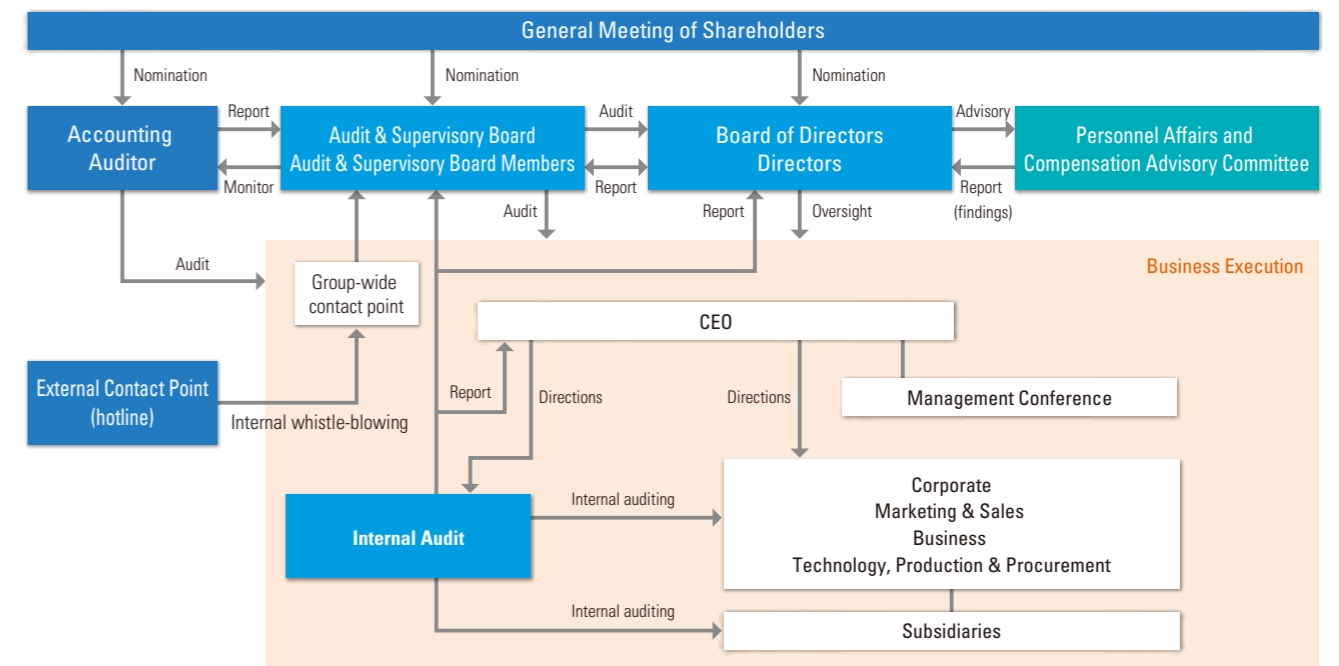 General Meeting of Shareholders
Nomination
Nomination
Nomination
Accounting
Auditor
Report
Monitor
Audit & Supervisory Board
Audit & Supervisory Board Members
Audit
Report
Board of Directors
Directors
Advisory
Report
(findings)
Personnel Affairs and
Compensation Advisory Committee
Audit
Report
Oversight
Audit
Business Execution
Group-wide
contact point
CEO
External Contact Point
(hotline)
Internal whistle-blowing
Report
Directions
Directions
Management Conference
Internal Audit
Internal auditing
Corporate
Marketing & Sales
Business
Technology, Production & Procurement
Internal auditing
Subsidiaries